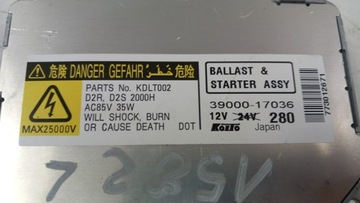 危険 DANGER GEFAHR خطر 危险
PARTS No. KDLT002
D2R, D2S 2000H
AC85V 35W
WILL SHOCK, BURN
OR CAUSE DEATH DOT
MAX25000V
BALLAST &
STARTER ASSY
39000-17036
12V 24V 280
KOITO Japan